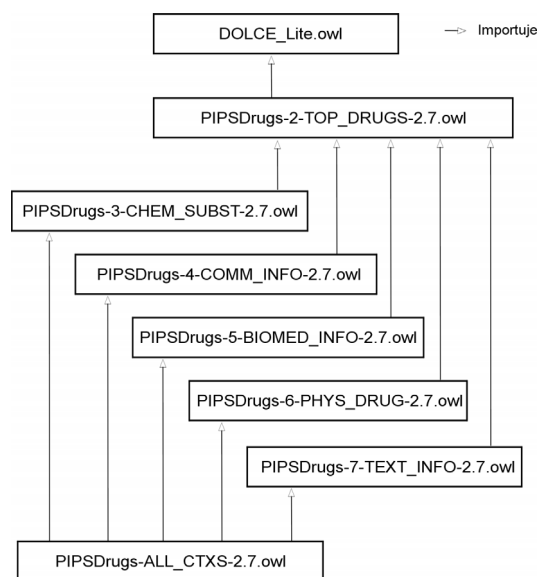 DOLCE_Lite.owl
Importuje
PIPSDrugs-2-TOP_DRUGS-2.7.owl
PIPSDrugs-3-CHEM_SUBST-2.7.owl
PIPSDrugs-4-COMM_INFO-2.7.owl
PIPSDrugs-5-BIOMED_INFO-2.7.owl
PIPSDrugs-6-PHYS_DRUG-2.7.owl
PIPSDrugs-7-TEXT_INFO-2.7.owl
PIPSDrugs-ALL_CTXS-2.7.owl